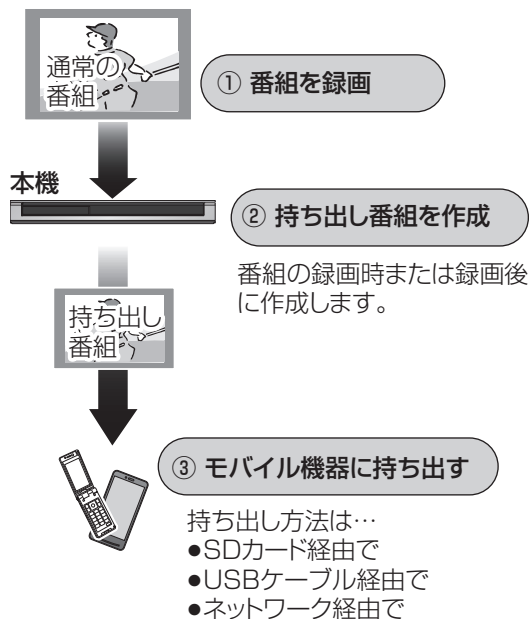 通常の
番組
① 番組を録画
本機
② 持ち出し番組を作成
番組の録画時または録画後
に作成します。
持ち出し
番組
③ モバイル機器に持ち出す
持ち出し方法は…
●SDカード経由で
●USBケーブル経由で
●ネットワーク経由で